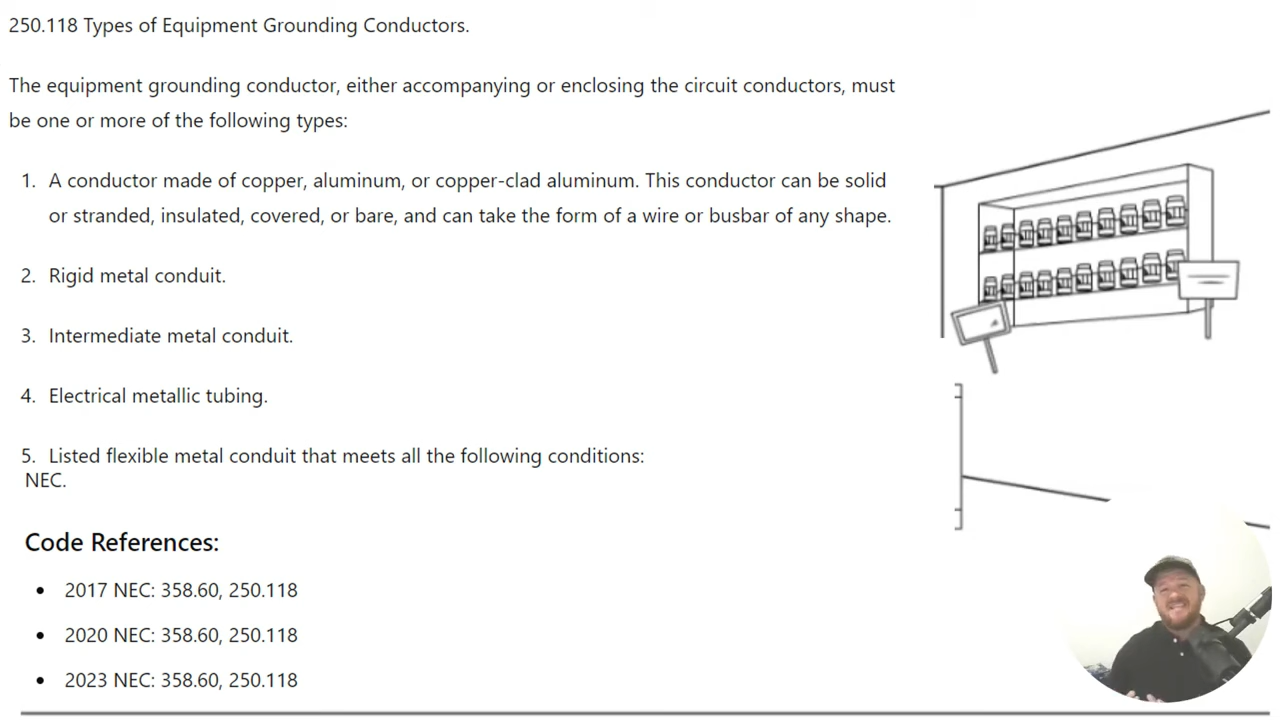 250.118 Types of Equipment Grounding Conductors.
The equipment grounding conductor, either accompanying or enclosing the circuit conductors, must
be one or more of the following types:
1. A conductor made of copper, aluminum, or copper-clad aluminum. This conductor can be solid
or stranded, insulated, covered, or bare, and can take the form of a wire or busbar of any shape.
2. Rigid metal conduit.
3. Intermediate metal conduit.
4. Electrical metallic tubing.
5. Listed flexible metal conduit that meets all the following conditions:
NEC.
Code References:
• 2017 NEC: 358.60, 250.118
• 2020 NEC: 358.60, 250.118
• 2023 NEC: 358.60, 250.118